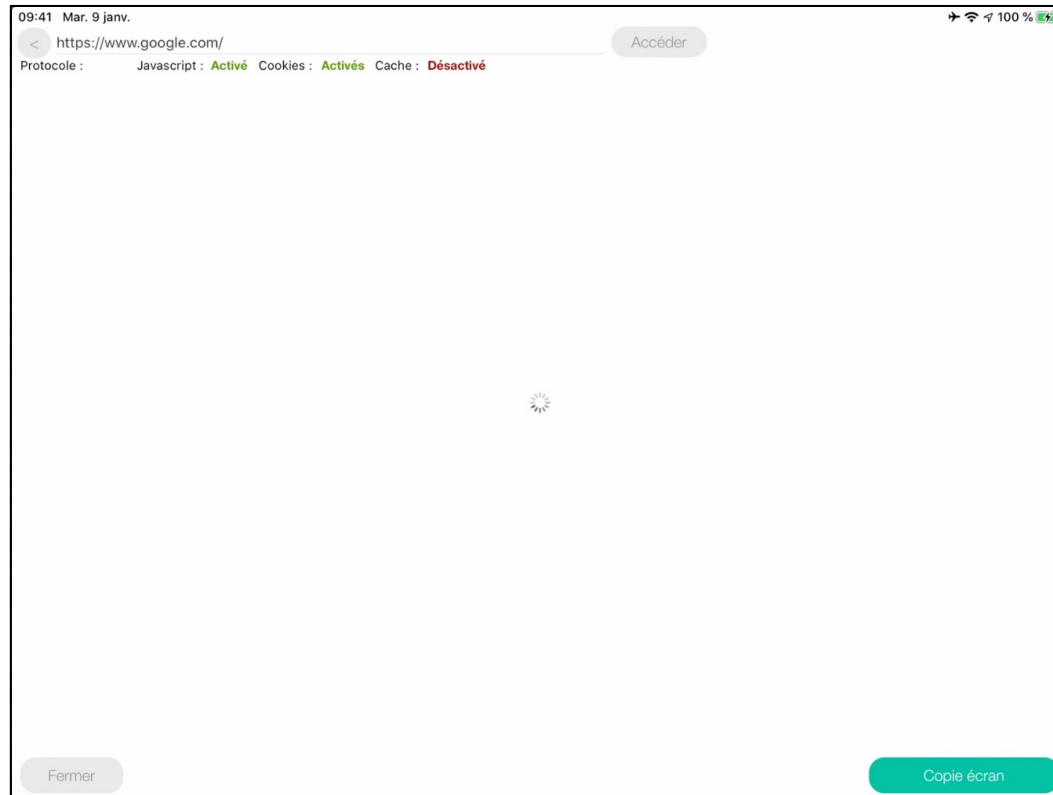 09:41 Mar. 9 janv. 100 %
< https://www.google.com/ Accéder
Protocole : Javascript : Activé Cookies : Activés Cache : Désactivé
Fermer Copie écran